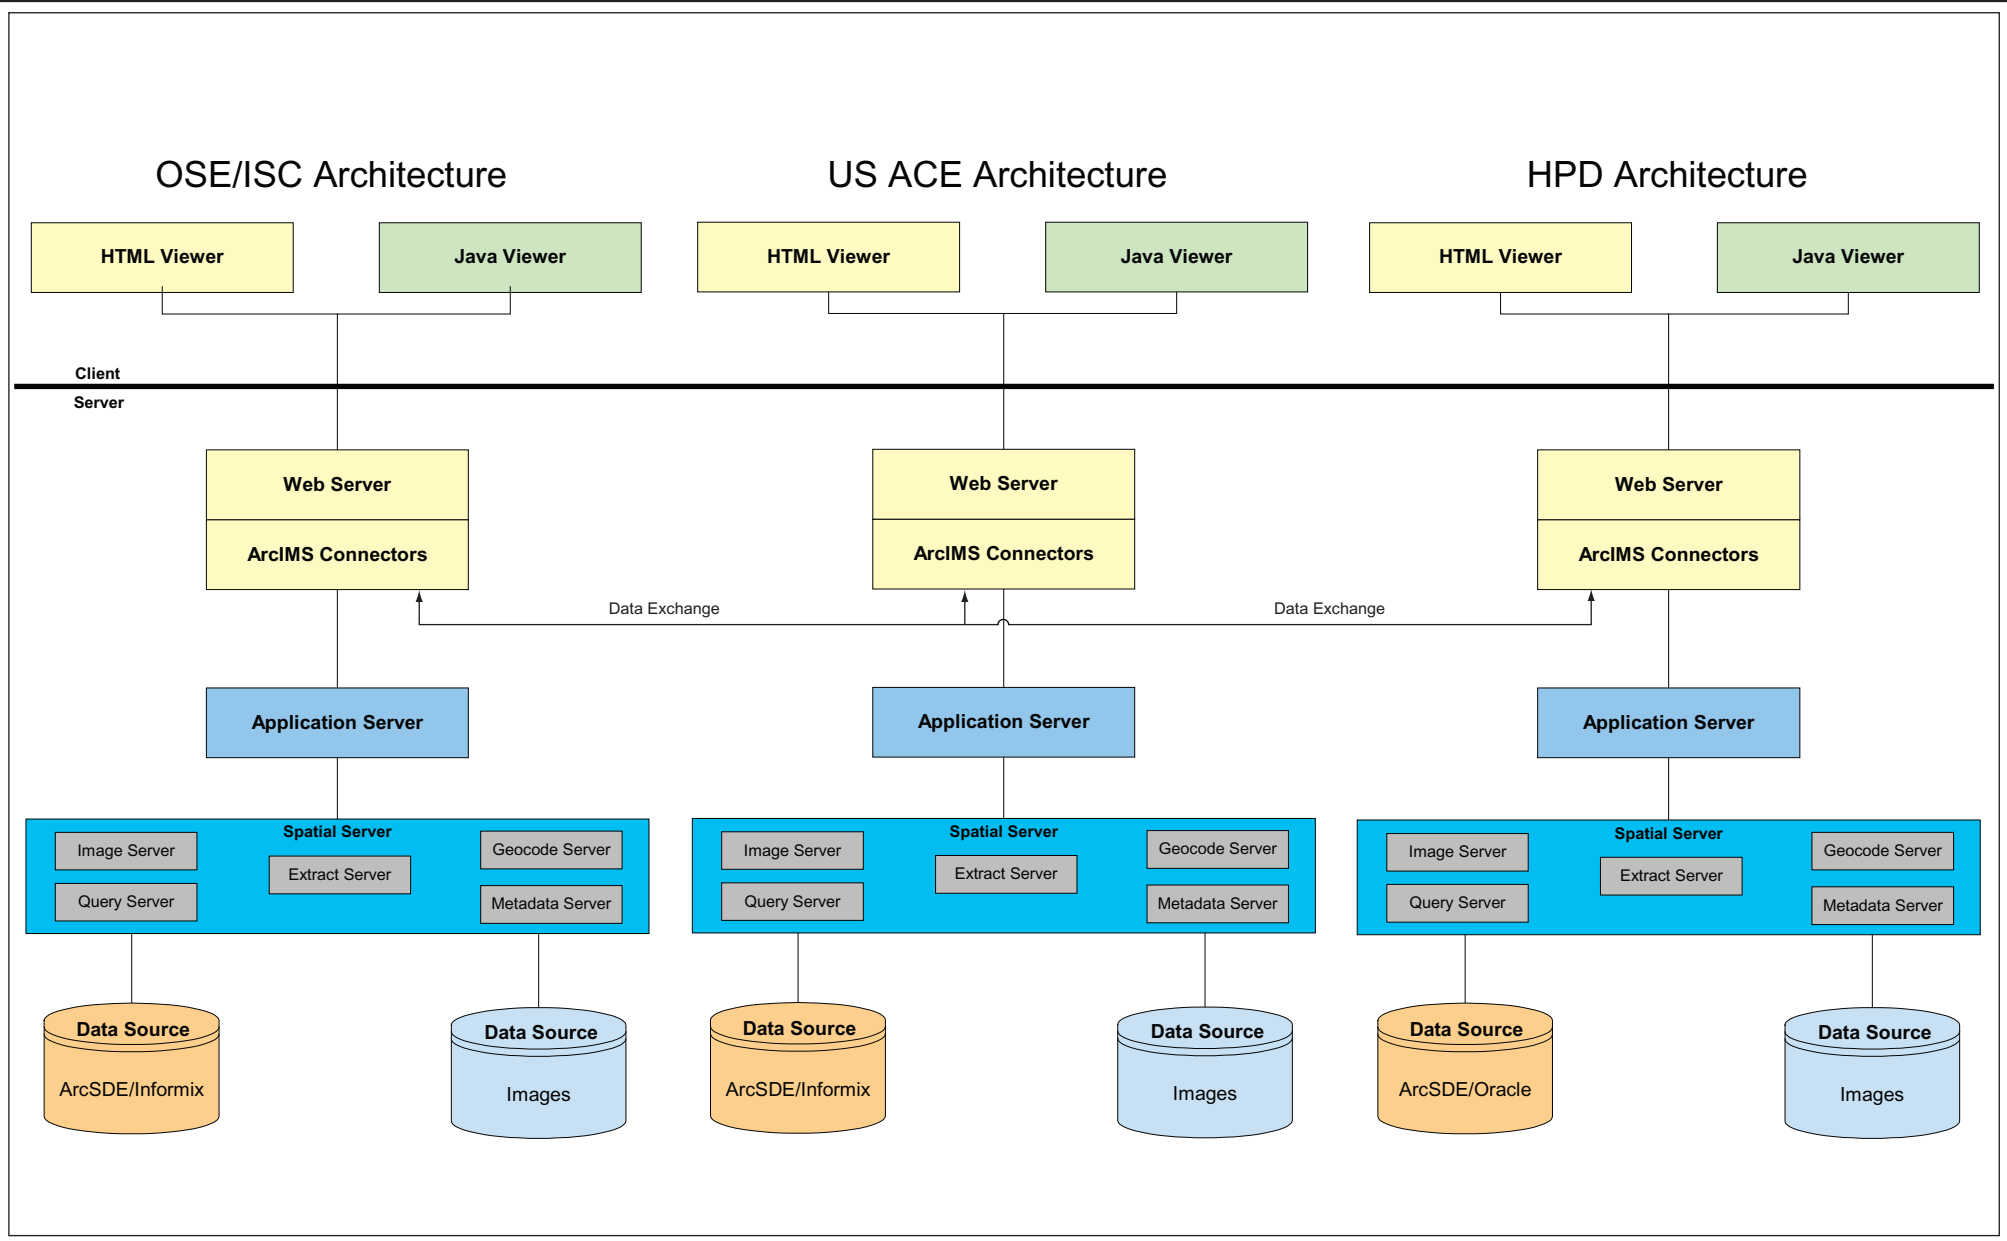 OSE/ISC Architecture
US ACE Architecture
HPD Architecture
HTML Viewer
Java Viewer
HTML Viewer
Java Viewer
HTML Viewer
Java Viewer
Client
Server
Web Server
Web Server
Web Server
ArcIMS Connectors
ArcIMS Connectors
ArcIMS Connectors
Data Exchange
Data Exchange
Application Server
Application Server
Application Server
Spatial Server
Image Server
Geocode Server
Extract Server
Query Server
Metadata Server
Spatial Server
Image Server
Geocode Server
Extract Server
Query Server
Metadata Server
Spatial Server
Image Server
Geocode Server
Extract Server
Query Server
Metadata Server
Data Source
ArcSDE/Informix
Data Source
Images
Data Source
ArcSDE/Informix
Data Source
Images
Data Source
ArcSDE/Oracle
Data Source
Images